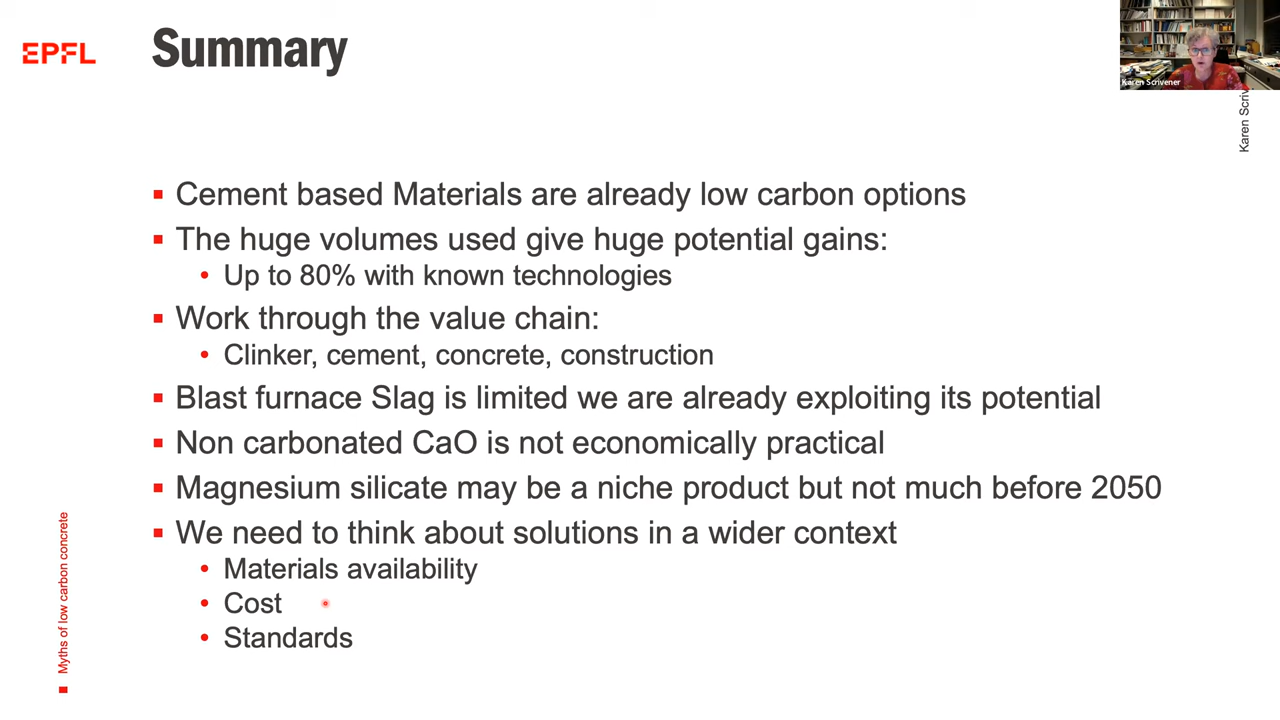 EPFL
Summary
Karen Scrivener
Karen Scriv
Cement based Materials are already low carbon options
The huge volumes used give huge potential gains:
Up to 80% with known technologies
Work through the value chain:
Clinker, cement, concrete, construction
Blast furnace Slag is limited we are already exploiting its potential
Non carbonated CaO is not economically practical
Magnesium silicate may be a niche product but not much before 2050
We need to think about solutions in a wider context
Materials availability
Cost
Standards
Myths of low carbon concrete